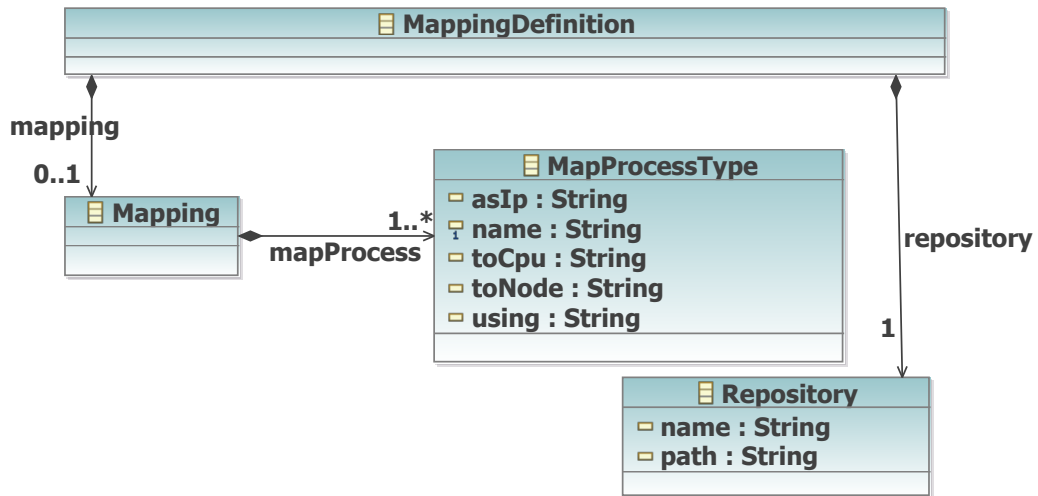 MappingDefinition
mapping
0..1
Mapping
1..*
mapProcess
MapProcessType
asIp : String
1
name : String
toCpu : String
toNode : String
using : String
repository
1
Repository
name : String
path : String